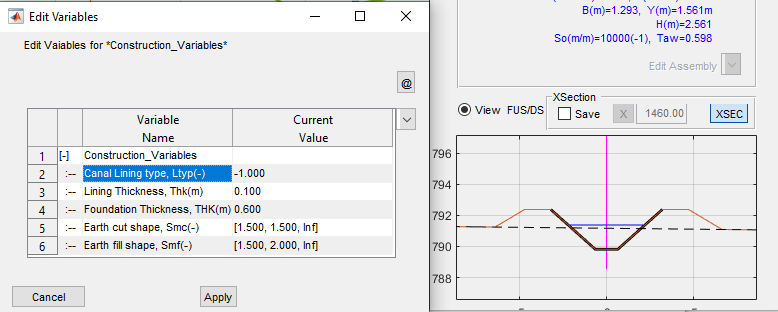 Edit Variables
Edit Vaiables for *Construction_Variables*
@
Variable Name
Current Value
1 [-] Construction_Variables
2 :-- Canal Lining type, Ltyp(-) -1.000
3 :-- Lining Thickness, Thk(m) 0.100
4 :-- Foundation Thickness, THK(m) 0.600
5 :-- Earth cut shape, Smc(-) [1.500, 1.500, Inf]
6 :-- Earth fill shape, Smf(-) [1.500, 2.000, Inf]
Cancel Apply
B(m)=1.293, Y(m)=1.561m
H(m)=2.561
So(m/m)=10000(-1), Taw=0.598
Edit Assembly
XSection
View FUS/DS Save X 1460.00 XSEC
796
794
792
790
788